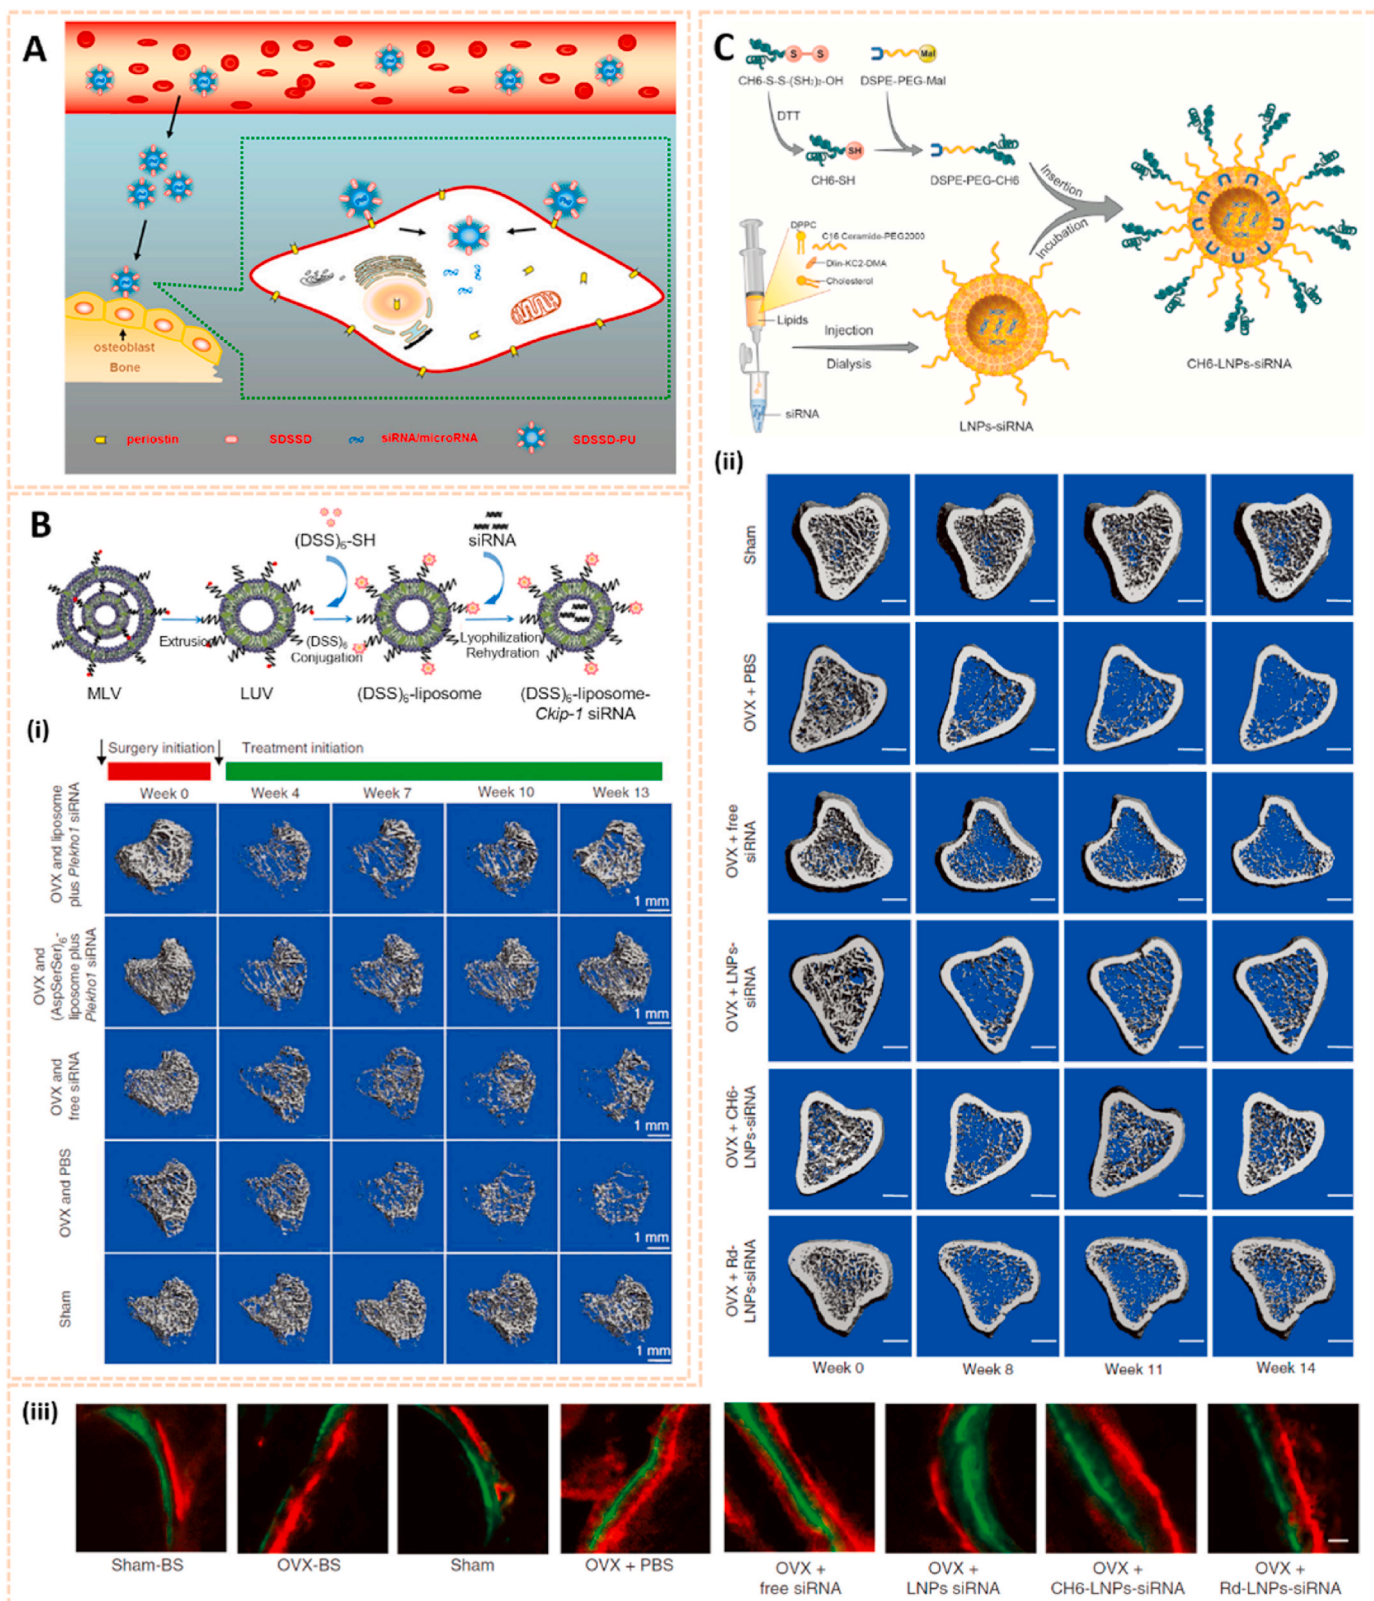 A
osteoblast
Bone
periostin
SDSSD
siRNA/microRNA
SDSSD-PU
B
(DSS)6-SH
siRNA
Extrusion
(DSS)6
Conjugation
Lyophilization
Rehydration
MLV
LUV
(DSS)6-liposome
(DSS)6-liposome-
Ckip-1 siRNA
(i)
Surgery initiation
Treatment initiation
Week 0
Week 4
Week 7
Week 10
Week 13
OVX and liposome
plus Plekho1 siRNA
1 mm
OVX and
(AspSerSer)6-
liposome plus
Plekho1 siRNA
1 mm
OVX and
free siRNA
1 mm
OVX and PBS
1 mm
Sham
1 mm
C
S
S
Mal
CH6-S-S-(SH2)2-OH
DSPE-PEG-Mal
DTT
SH
CH6-SH
DSPE-PEG-CH6
Insertion
Incubation
DPPC
C16 Ceramide-PEG2000
Dlin-KC2-DMA
Cholesterol
Lipids
Injection
Dialysis
siRNA
LNPs-siRNA
CH6-LNPs-siRNA
(ii)
Sham
OVX + PBS
OVX + free
siRNA
OVX + LNPs-
siRNA
OVX + CH6-
LNPs-siRNA
OVX + Rd-
LNPs-siRNA
Week 0
Week 8
Week 11
Week 14
(iii)
Sham-BS
OVX-BS
Sham
OVX + PBS
OVX +
free siRNA
OVX +
LNPs siRNA
OVX +
CH6-LNPs-siRNA
OVX +
Rd-LNPs-siRNA